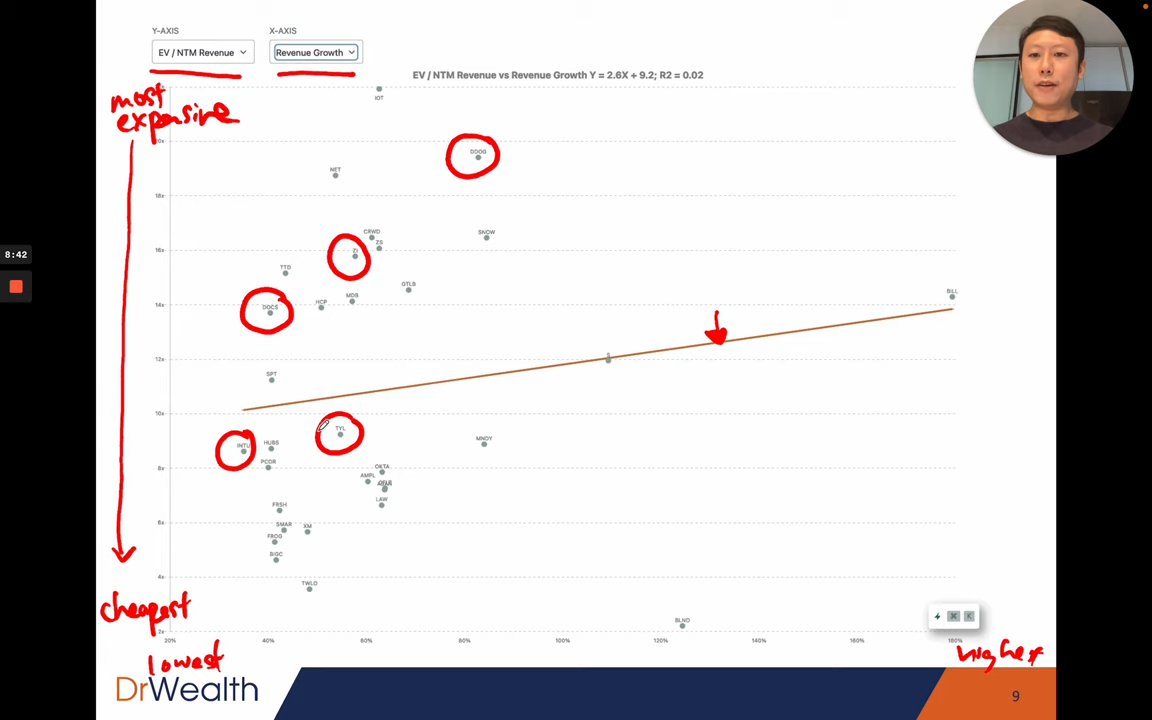 Y-AXIS
X-AXIS
EV / NTM Revenue
Revenue Growth
EV / NTM Revenue vs Revenue Growth Y = 2.6X + 9.2; R2 = 0.02
most
expensive
IOT
20x
DDOG
NET
18x
CRWD
SNOW
ZS
16x
ZI
TTD
GTLS
BILL
MDB
HCP
14x
DOCS
8:42
12x
SPT
10x
TYL
MNDY
HUBS
INTU
PCOR
8x
OKTA
AMPL
LAW
FRSH
6x
SMAR
XM
FROG
BIGC
4x
TWLO
cheapest
BLND
2x
20%
40%
60%
80%
100%
120%
140%
160%
180%
K
lowest
highest
DrWealth
9